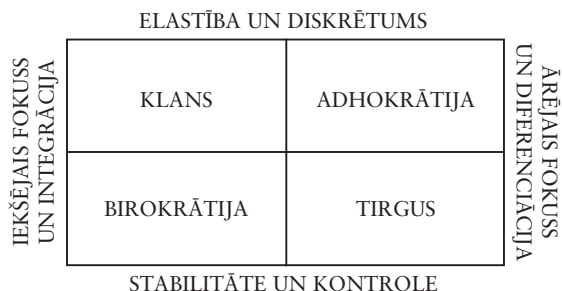 ELASTĪBA UN DISKRĒTUMS
IEKŠĒJAIS FOKUSS
UN INTEGRĀCIJA
KLANS
ADHOKRĀTIJA
BIROKRĀTIJA
TIRGUS
ĀRĒJAIS FOKUSS
UN DIFERENCIĀCIJA
STABILITĀTE UN KONTROLE